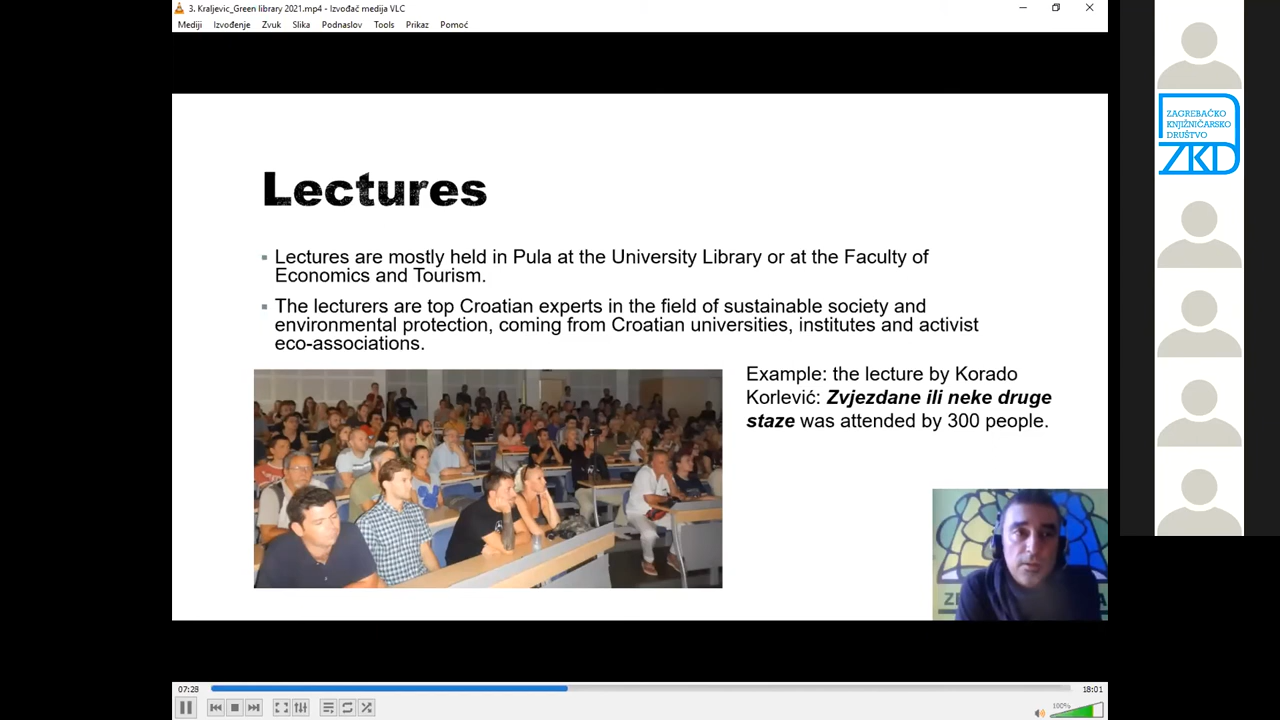 3. Kraljevic_Green library 2021.mp4 - Izvođač medija VLC
Mediji Izvođenje Zvuk Slika Podnaslov Tools Prikaz Pomoć
ZAGREBAČKO
KNJIŽNIČARSKO
DRUŠTVO
ZKD
Lectures
Lectures are mostly held in Pula at the University Library or at the Faculty of
Economics and Tourism.
The lecturers are top Croatian experts in the field of sustainable society and
environmental protection, coming from Croatian universities, institutes and activist
eco-associations.
Example: the lecture by Korado
Korlević: Zvjezdane ili neke druge
staze was attended by 300 people.
07:28
18:01
100%